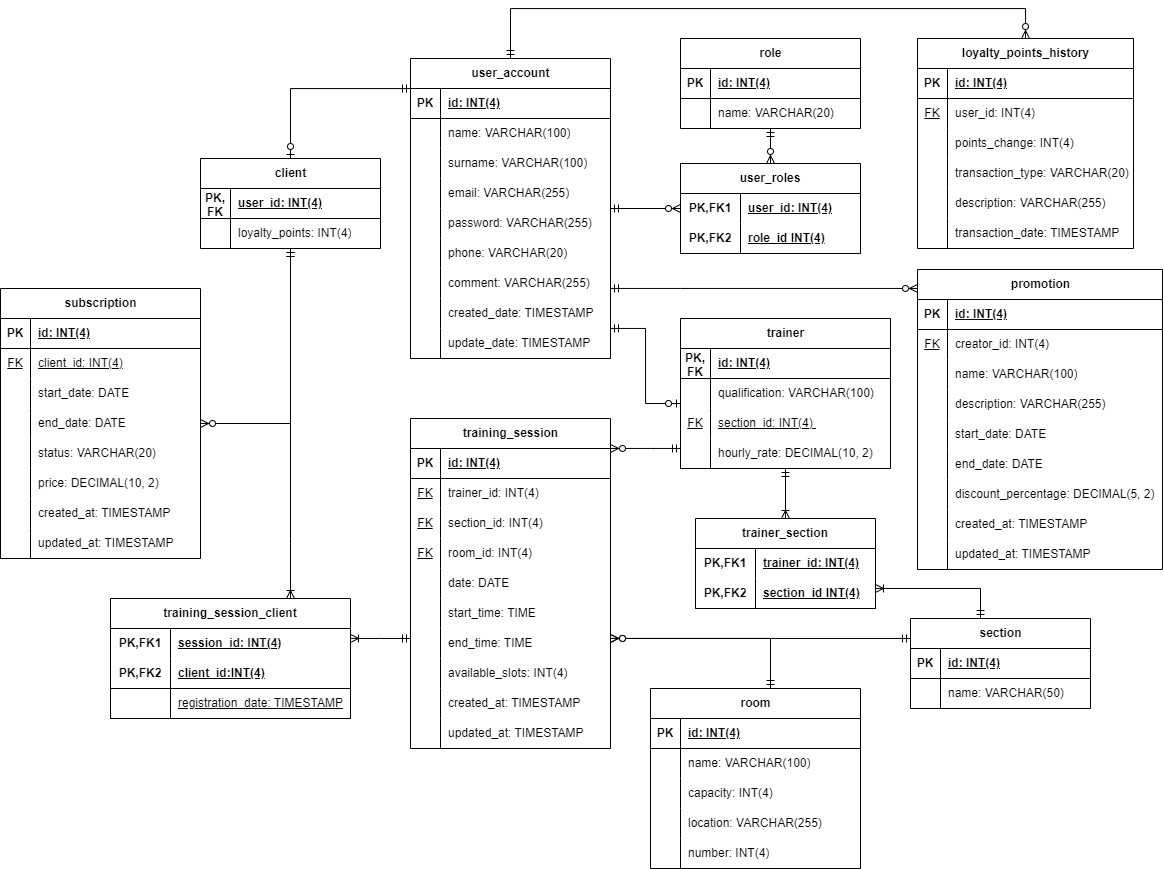 user_account
PK id: INT(4)
name: VARCHAR(100)
surname: VARCHAR(100)
email: VARCHAR(255)
password: VARCHAR(255)
phone: VARCHAR(20)
comment: VARCHAR(255)
created_date: TIMESTAMP
update_date: TIMESTAMP
role
PK id: INT(4)
name: VARCHAR(20)
loyalty_points_history
PK id: INT(4)
FK user_id: INT(4)
points_change: INT(4)
transaction_type: VARCHAR(20)
description: VARCHAR(255)
transaction_date: TIMESTAMP
client
PK,
FK user_id: INT(4)
loyalty_points: INT(4)
user_roles
PK,FK1 user_id: INT(4)
PK,FK2 role_id INT(4)
subscription
PK id: INT(4)
FK client_id: INT(4)
start_date: DATE
end_date: DATE
status: VARCHAR(20)
price: DECIMAL(10, 2)
created_at: TIMESTAMP
updated_at: TIMESTAMP
promotion
PK id: INT(4)
FK creator_id: INT(4)
name: VARCHAR(100)
description: VARCHAR(255)
start_date: DATE
end_date: DATE
discount_percentage: DECIMAL(5, 2)
created_at: TIMESTAMP
updated_at: TIMESTAMP
trainer
PK,
FK id: INT(4)
qualification: VARCHAR(100)
FK section_id: INT(4)
hourly_rate: DECIMAL(10, 2)
training_session
PK id: INT(4)
FK trainer_id: INT(4)
FK section_id: INT(4)
FK room_id: INT(4)
date: DATE
start_time: TIME
end_time: TIME
available_slots: INT(4)
created_at: TIMESTAMP
updated_at: TIMESTAMP
trainer_section
PK,FK1 trainer_id: INT(4)
PK,FK2 section_id INT(4)
training_session_client
PK,FK1 session_id: INT(4)
PK,FK2 client_id:INT(4)
registration_date: TIMESTAMP
section
PK id: INT(4)
name: VARCHAR(50)
room
PK id: INT(4)
name: VARCHAR(100)
capacity: INT(4)
location: VARCHAR(255)
number: INT(4)